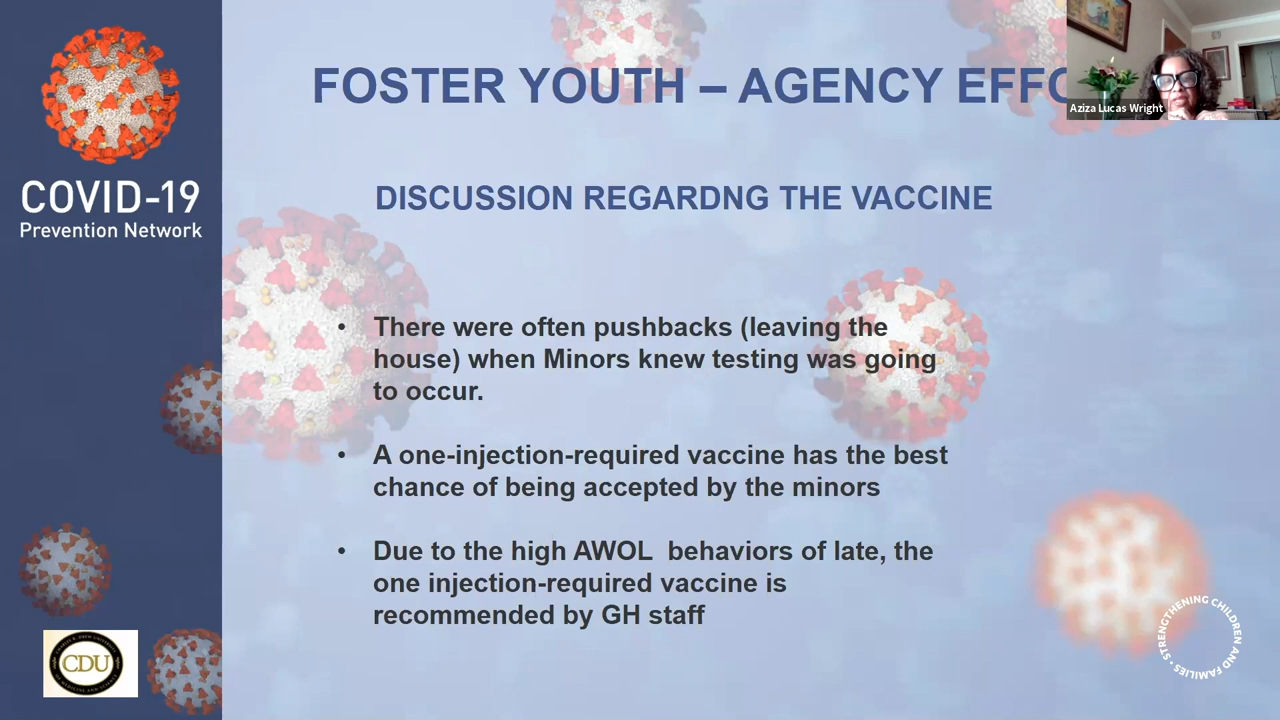 FOSTER YOUTH – AGENCY EFFO
Aziza Lucas Wright
COVID-19
Prevention Network
DISCUSSION REGARDNG THE VACCINE
• There were often pushbacks (leaving the
house) when Minors knew testing was going
to occur.
• A one-injection-required vaccine has the best
chance of being accepted by the minors
• Due to the high AWOL  behaviors of late, the
one injection-required vaccine is
recommended by GH staff
CDU
STRENGTHENING CHILDREN AND FAMILIES •